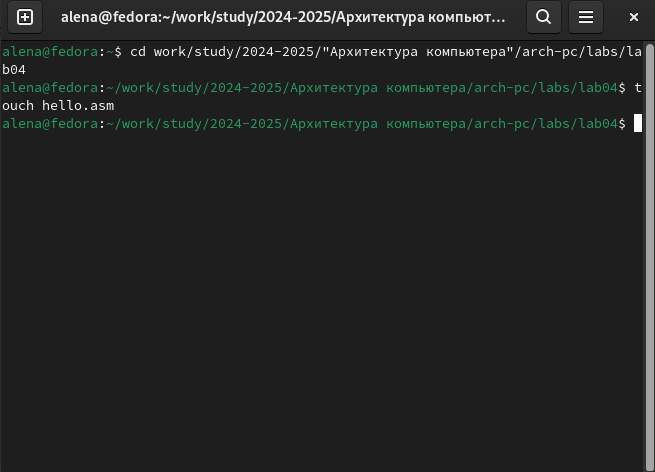 alena@fedora:~/work/study/2024-2025/Архитектура компьют...
alena@fedora:~$ cd work/study/2024-2025/"Архитектура компьютера"/arch-pc/labs/la
b04
alena@fedora:~/work/study/2024-2025/Архитектура компьютера/arch-pc/labs/lab04$ t
ouch hello.asm
alena@fedora:~/work/study/2024-2025/Архитектура компьютера/arch-pc/labs/lab04$